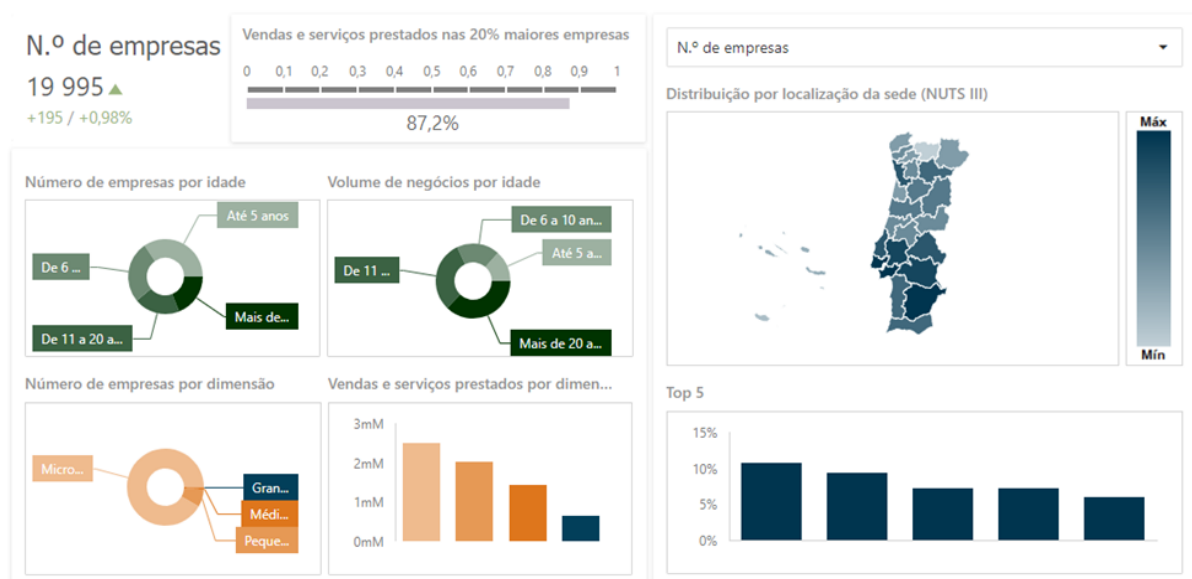 N.º de empresas
19 995
+195 / +0,98%
Vendas e serviços prestados nas 20% maiores empresas
0 0,1 0,2 0,3 0,4 0,5 0,6 0,7 0,8 0,9 1
87,2%
Número de empresas por idade
Até 5 anos
De 6 ...
Mais de...
De 11 a 20 a...
Volume de negócios por idade
De 6 a 10 an...
Até 5 a...
De 11 ...
Mais de 20 a...
Número de empresas por dimensão
Micro...
Gran...
Médi...
Peque...
Vendas e serviços prestados por dimen...
3mM
2mM
1mM
0mM
N.º de empresas
Distribuição por localização da sede (NUTS III)
Máx
Mín
Top 5
15%
10%
5%
0%